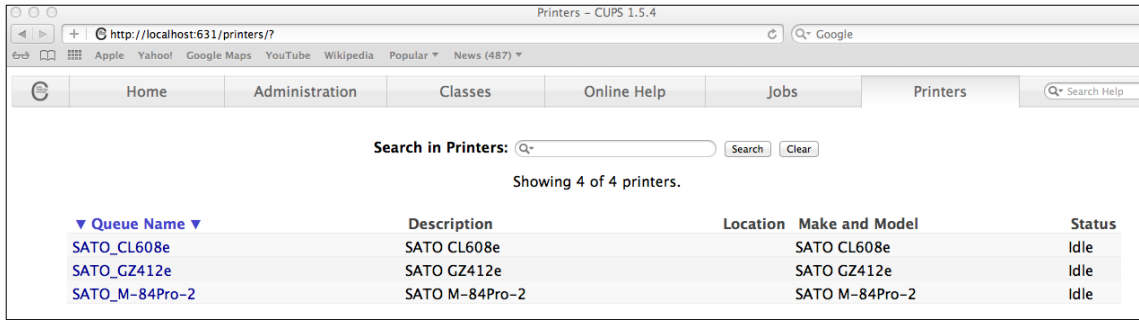 Printers – CUPS 1.5.4
http://localhost:631/printers/? Google
Apple Yahoo! Google Maps YouTube Wikipedia Popular ▾ News (487) ▾
Home Administration Classes Online Help Jobs Printers Search Help
Search in Printers: Search Clear
Showing 4 of 4 printers.
▼ Queue Name ▼ Description Location Make and Model Status
SATO_CL608e SATO CL608e SATO CL608e Idle
SATO_GZ412e SATO GZ412e SATO GZ412e Idle
SATO_M-84Pro-2 SATO M-84Pro-2 SATO M-84Pro-2 Idle